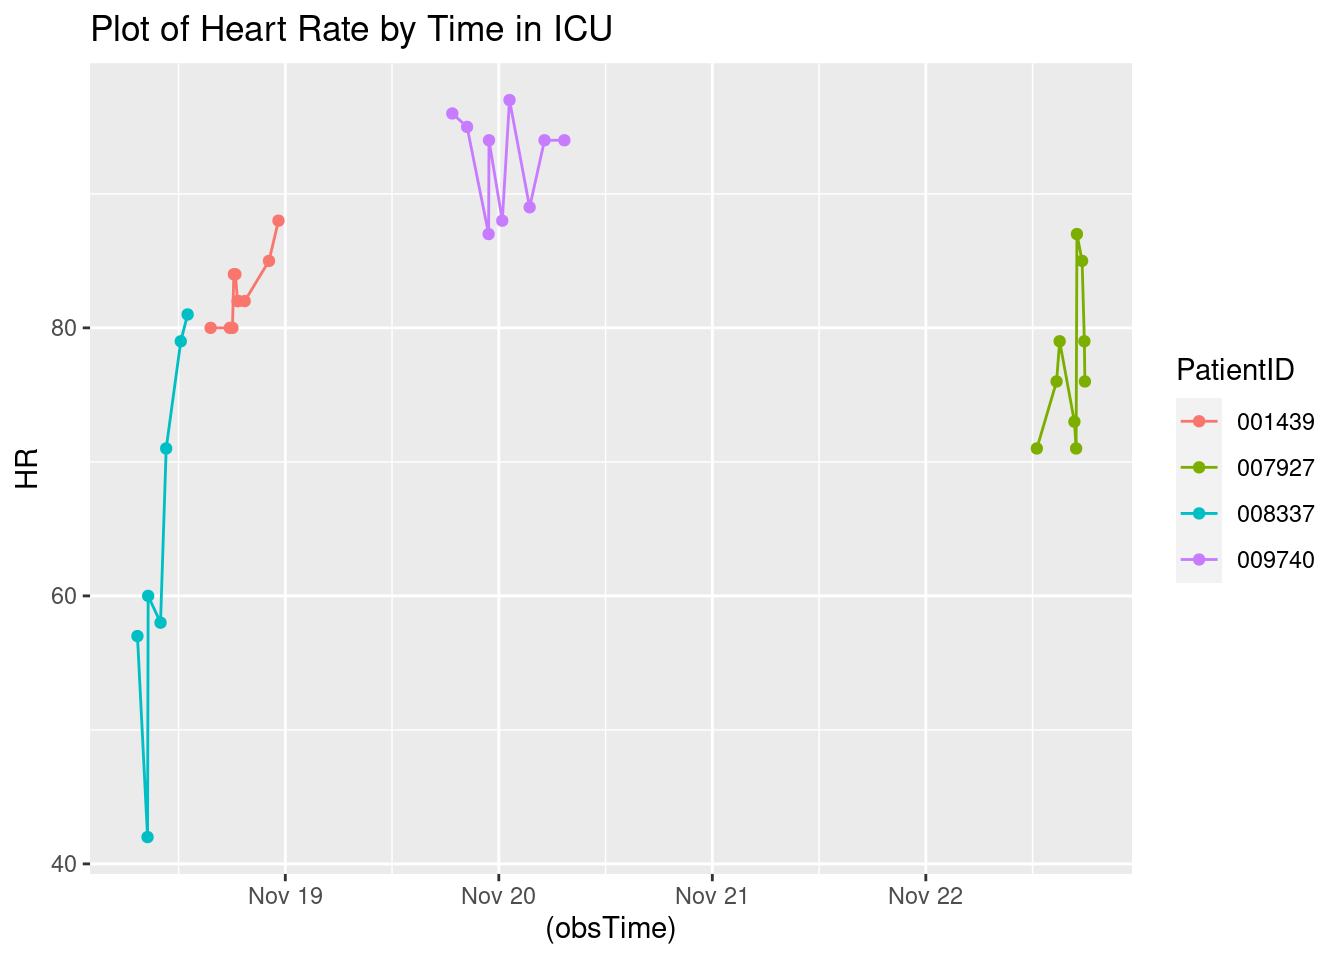 Plot of Heart Rate by Time in ICU
HR
80
60
40
Nov 19
Nov 20
Nov 21
Nov 22
(obsTime)
PatientID
001439
007927
008337
009740